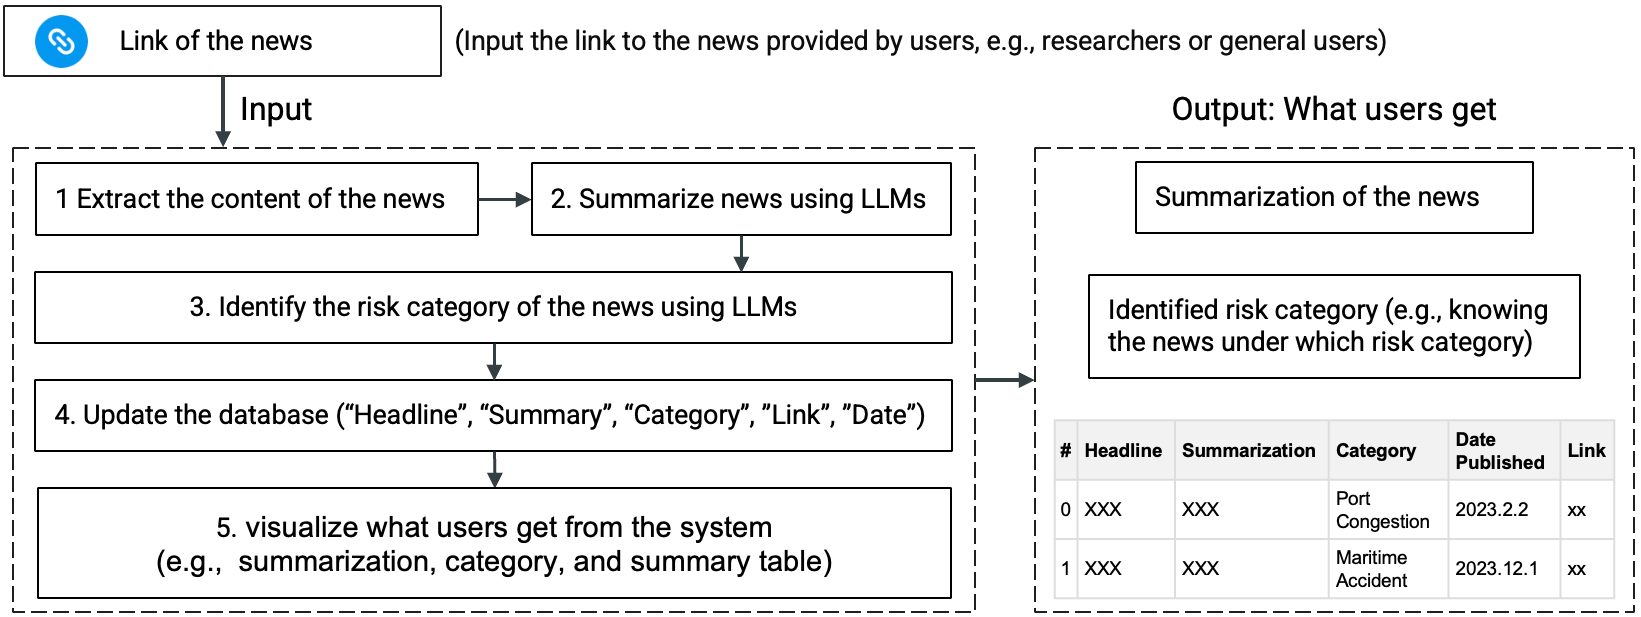 Link of the news
(Input the link to the news provided by users, e.g., researchers or general users)
Input
Output: What users get
1 Extract the content of the news
2. Summarize news using LLMs
3. Identify the risk category of the news using LLMs
4. Update the database (“Headline”, “Summary”, “Category”, ”Link”, ”Date”)
5. visualize what users get from the system
(e.g.,  summarization, category, and summary table)
Summarization of the news
Identified risk category (e.g., knowing
the news under which risk category)
# Headline Summarization Category Date Published Link
0 XXX XXX Port Congestion 2023.2.2 xx
1 XXX XXX Maritime Accident 2023.12.1 xx